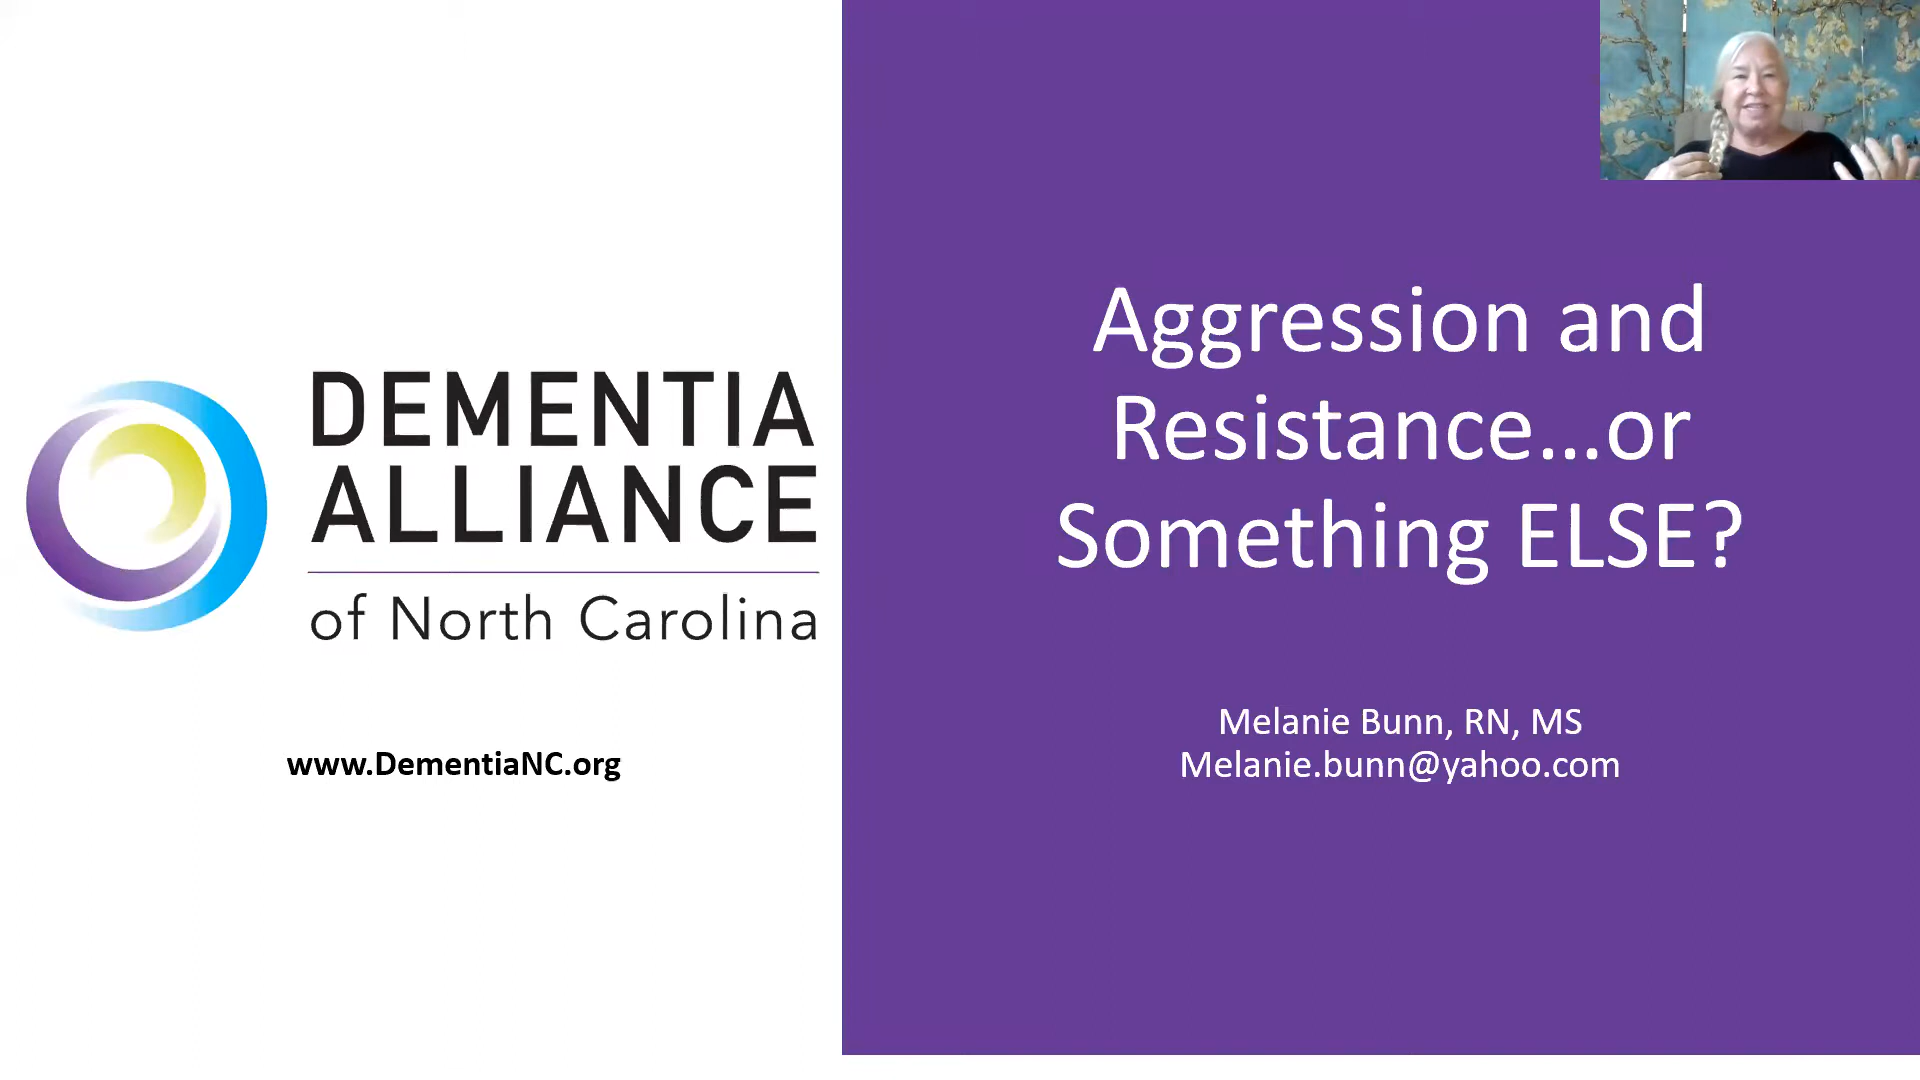 DEMENTIA
ALLIANCE
of North Carolina
www.DementiaNC.org
Aggression and
Resistance...or
Something ELSE?
Melanie Bunn, RN, MS
Melanie.bunn@yahoo.com